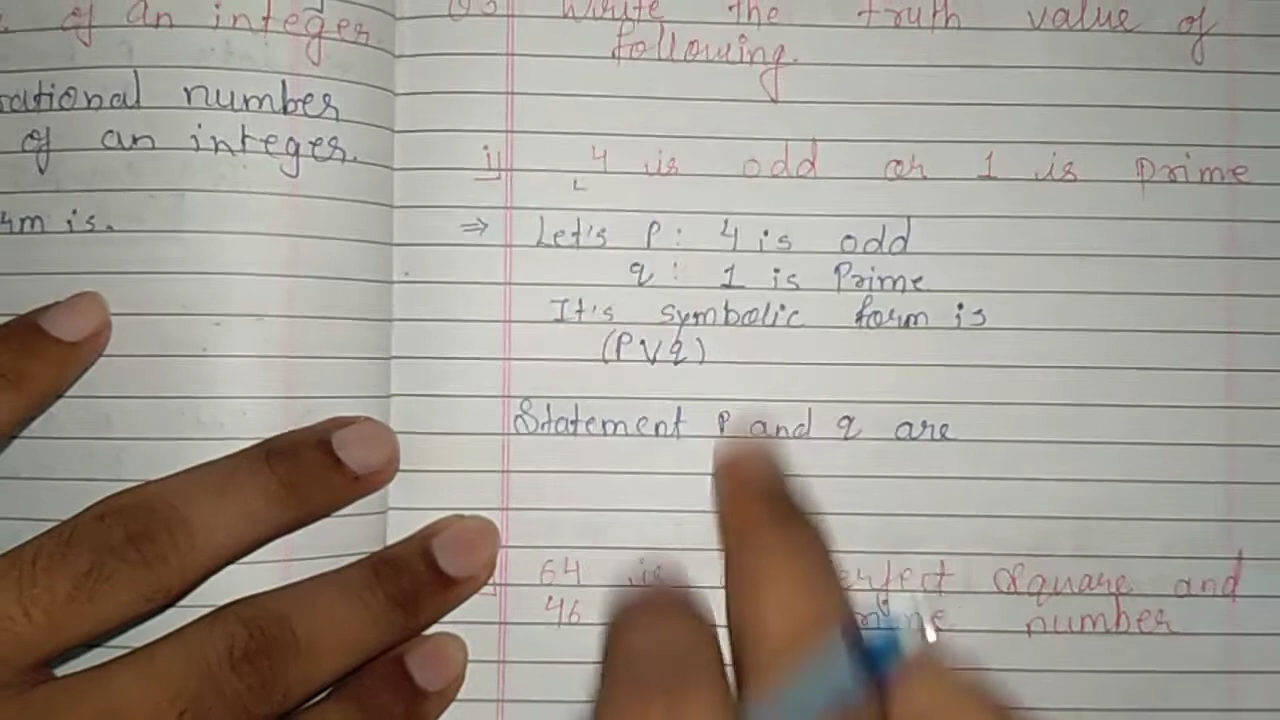 of an integer
rational number
of an integer.
is.
Write the truth value of
following.
i) 4 is odd or 1 is prime
⇒ Let's p: 4 is odd
q: 1 is Prime
It's symbolic form is
(P∨q)
Statement p and q are
64 is square and
46 number